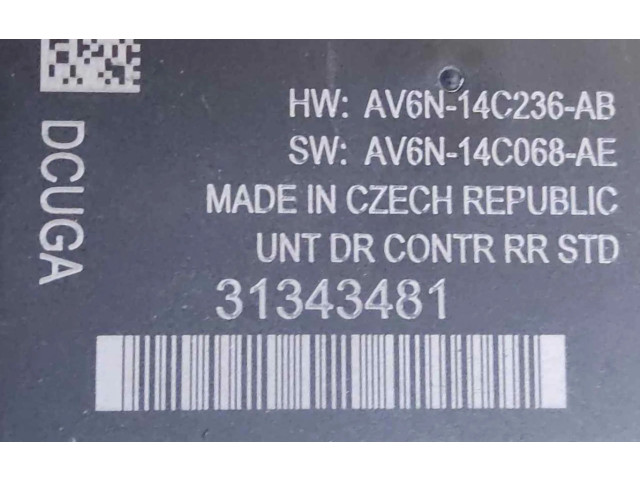 DCUGA
HW: AV6N-14C236-AB
SW: AV6N-14C068-AE
MADE IN CZECH REPUBLIC
UNT DR CONTR RR STD
31343481